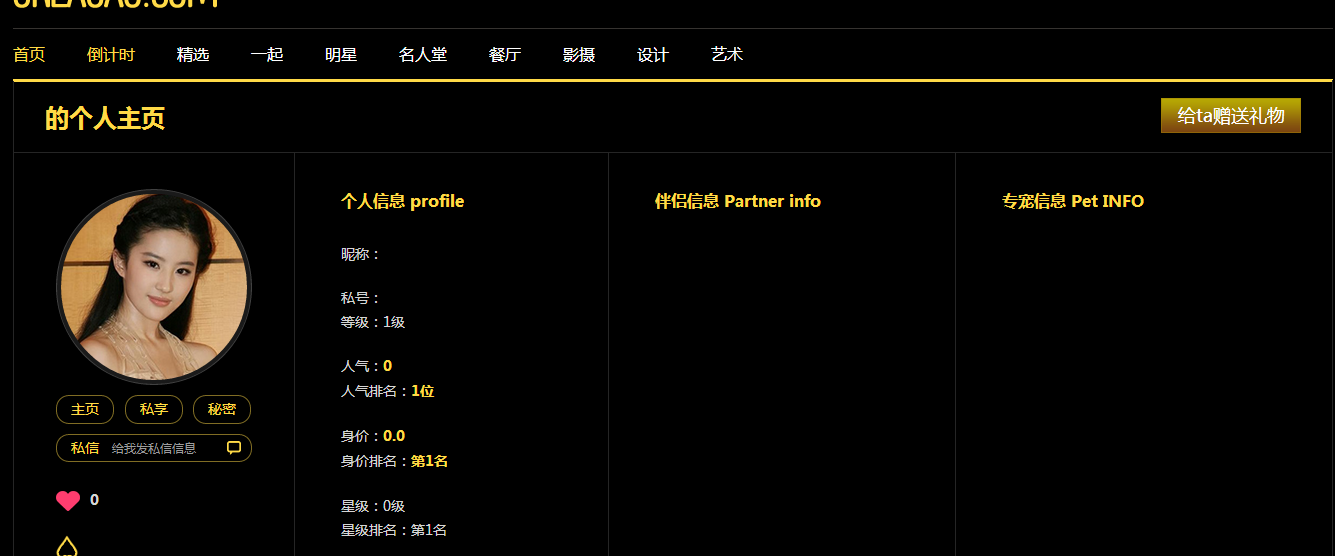 首页 倒计时 精选 一起 明星 名人堂 餐厅 影摄 设计 艺术
的个人主页
给ta赠送礼物
主页 私享 秘密
私信 给我发私信信息
0
个人信息 profile
昵称：
私号：
等级：1级
人气：0
人气排名：1位
身价：0.0
身价排名：第1名
星级：0级
星级排名：第1名
伴侣信息 Partner info
专宠信息 Pet INFO